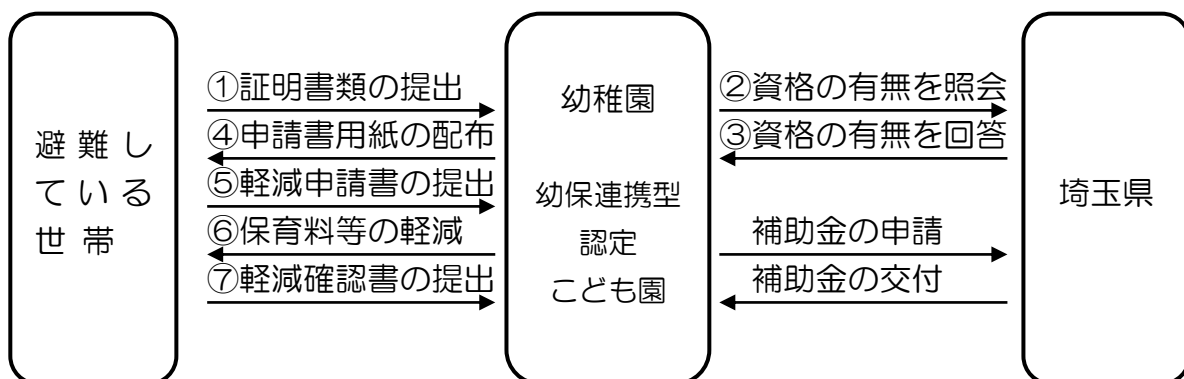 避難し
ている
世帯
①証明書類の提出
④申請書用紙の配布
⑤軽減申請書の提出
⑥保育料等の軽減
⑦軽減確認書の提出
幼稚園
幼保連携型
認定
こども園
②資格の有無を照会
③資格の有無を回答
補助金の申請
補助金の交付
埼玉県